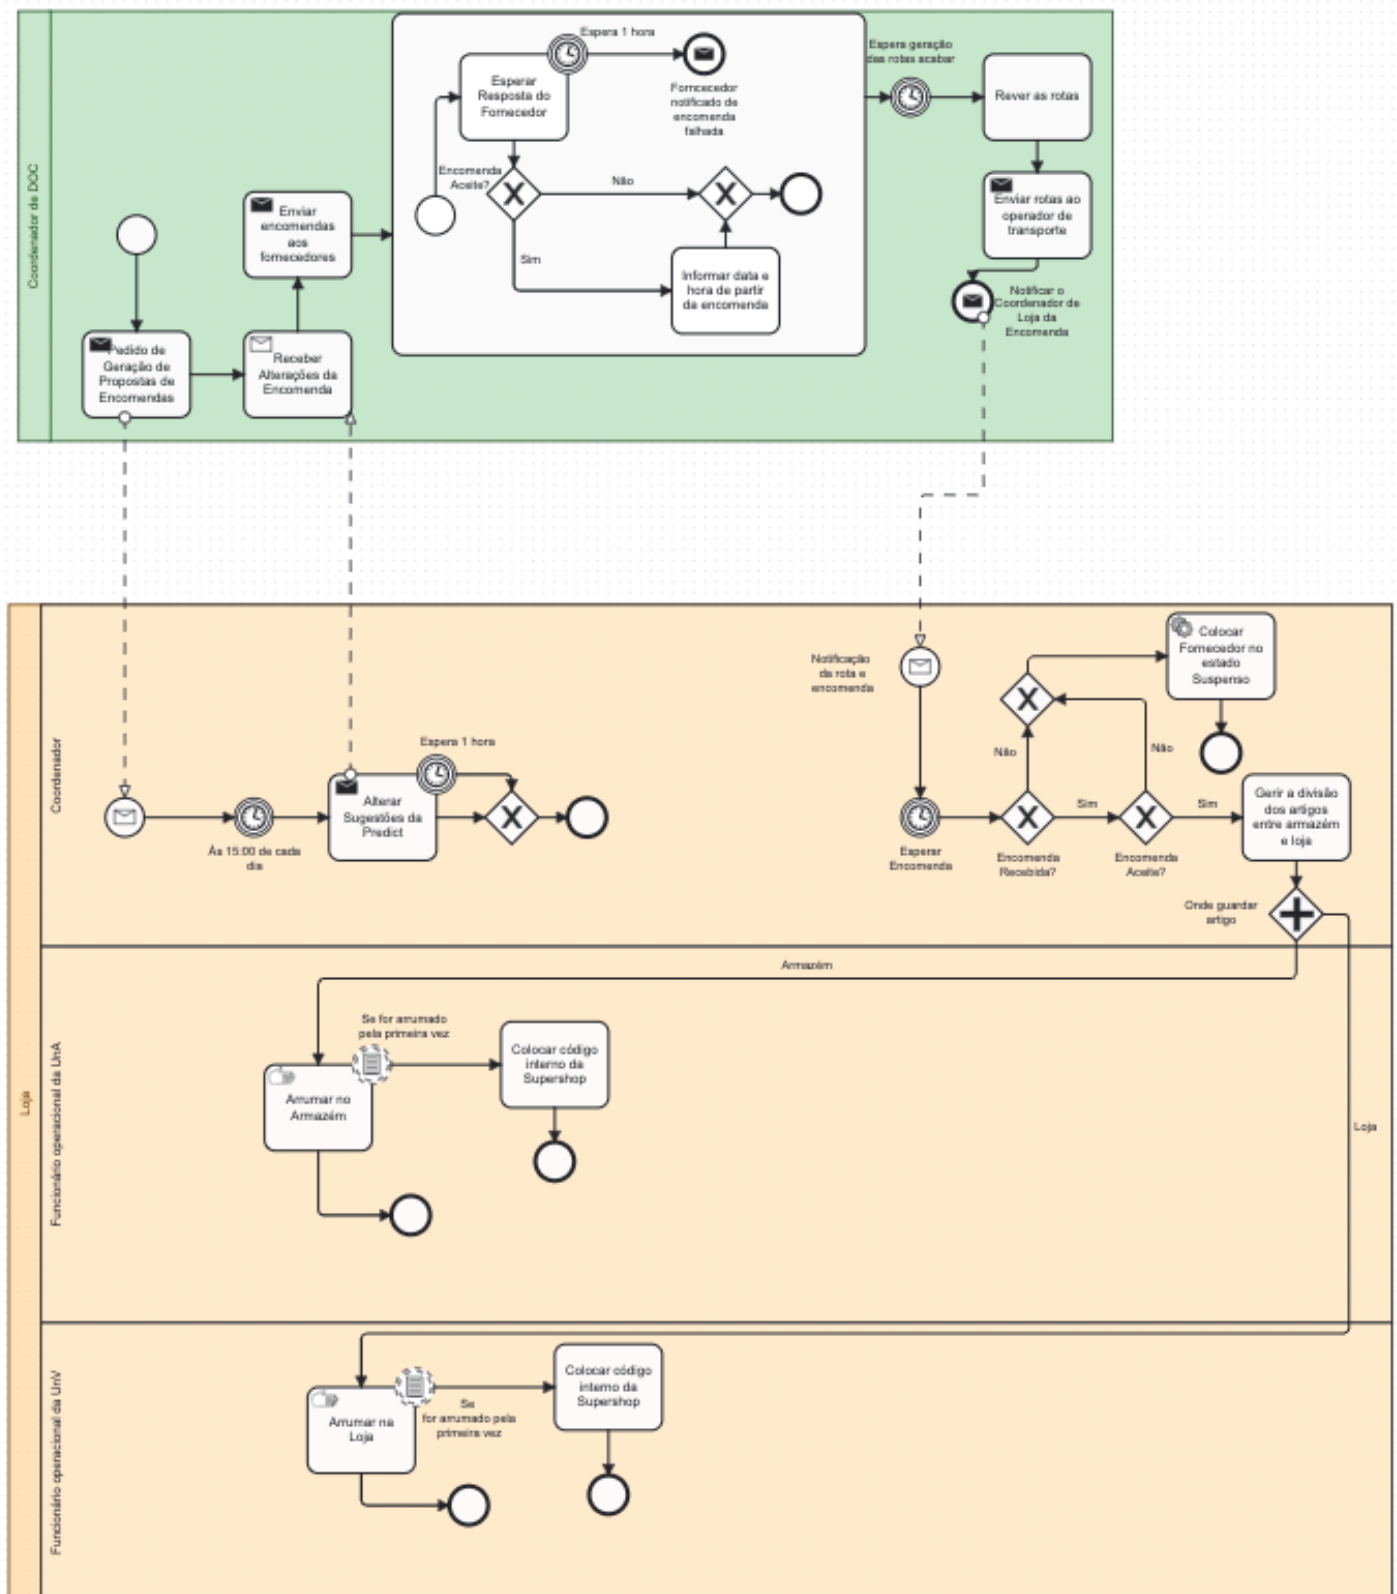 Coordenador de DOC
Pedido de
Geração de
Propostas de
Encomendas
Receber
Alterações da
Encomenda
Enviar
encomendas
aos
fornecedores
Esperar
Resposta do
Fornecedor
Espera 1 hora
Forncecedor
notificado de
encomenda
falhada
Encomenda
Aceite?
Não
Sim
Informar data e
hora de partir
da encomenda
Espera geração
das rotas acabar
Rever as rotas
Enviar rotas ao
operador de
transporte
Notificar o
Coordenador de
Loja da
Encomenda
Loja
Coordenador
Às 15:00 de cada
dia
Alterar
Sugestões da
Predict
Espera 1 hora
Notificação
da rota e
encomenda
Esperar
Encomenda
Encomenda
Recebida?
Não
Sim
Encomenda
Aceite?
Não
Sim
Colocar
Fornecedor no
estado
Suspenso
Gerir a divisão
dos artigos
entre armazém
e loja
Onde guardar
artigo
Armazém
Loja
Funcionário operacional da UnA
Arrumar no
Armazém
Se for arrumado
pela primeira vez
Colocar código
interno da
Supershop
Funcionário operacional da UnV
Arrumar na
Loja
Se
for arrumado pela
primeira vez
Colocar código
interno da
Supershop